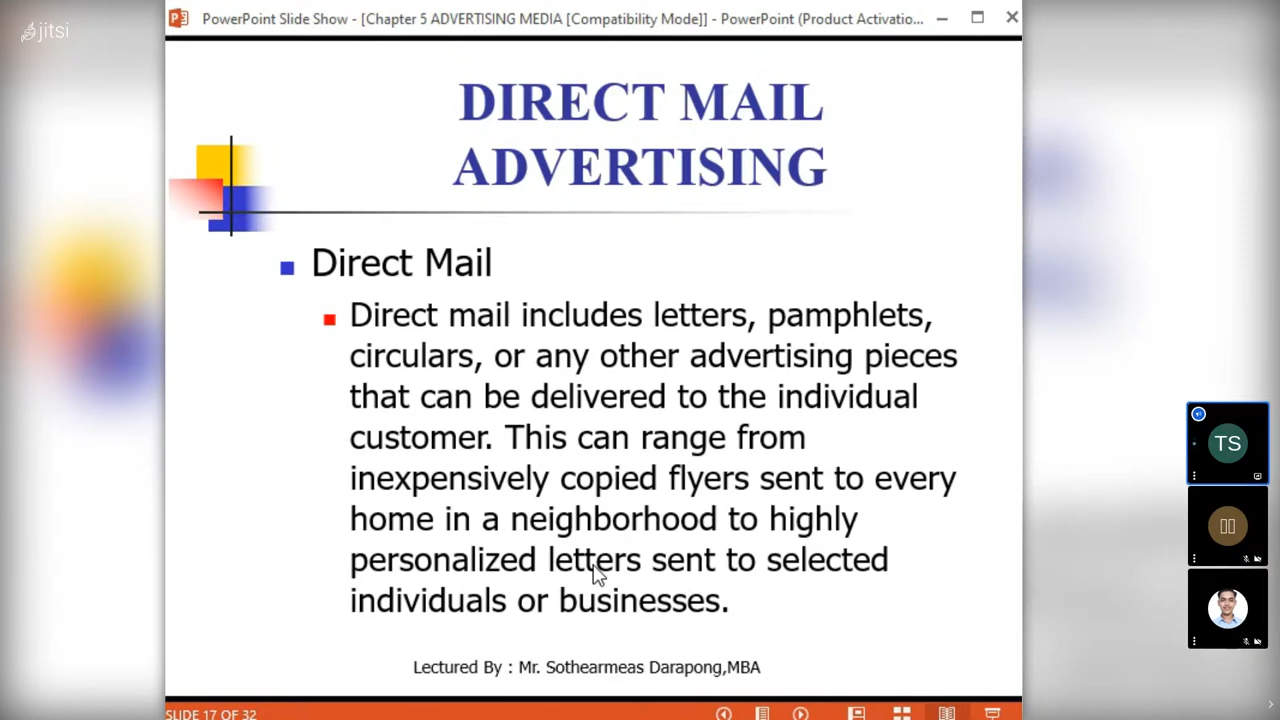 jitsi
PowerPoint Slide Show - [Chapter 5 ADVERTISING MEDIA [Compatibility Mode]] - PowerPoint (Product Activatio...
DIRECT MAIL
ADVERTISING
Direct Mail
Direct mail includes letters, pamphlets,
circulars, or any other advertising pieces
that can be delivered to the individual
customer. This can range from
inexpensively copied flyers sent to every
home in a neighborhood to highly
personalized letters sent to selected
individuals or businesses.
Lectured By : Mr. Sothearmeas Darapong,MBA
SLIDE 17 OF 32
TS